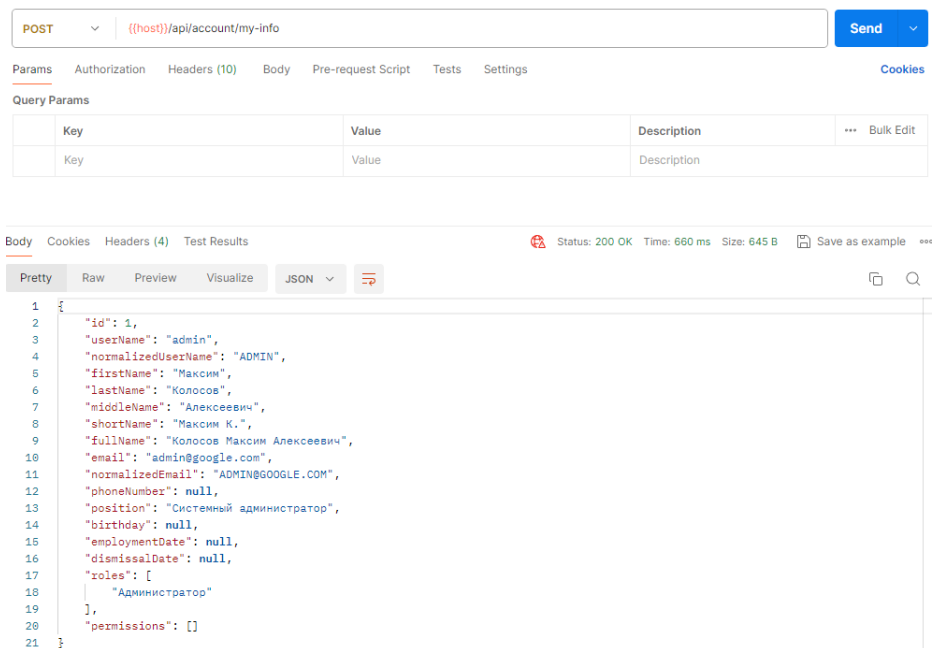 POST {{host}}/api/account/my-info Send
Params Authorization Headers (10) Body Pre-request Script Tests Settings Cookies
Query Params
Key Value Description ••• Bulk Edit
Key Value Description
Body Cookies Headers (4) Test Results Status: 200 OK Time: 660 ms Size: 645 B Save as example
Pretty Raw Preview Visualize JSON
1 {
2 "id": 1,
3 "userName": "admin",
4 "normalizedUserName": "ADMIN",
5 "firstName": "Максим",
6 "lastName": "Колосов",
7 "middleName": "Алексеевич",
8 "shortName": "Максим К.",
9 "fullName": "Колосов Максим Алексеевич",
10 "email": "admin@google.com",
11 "normalizedEmail": "ADMIN@GOOGLE.COM",
12 "phoneNumber": null,
13 "position": "Системный администратор",
14 "birthday": null,
15 "employmentDate": null,
16 "dismissalDate": null,
17 "roles": [
18 "Администратор"
19 ],
20 "permissions": []
21 }